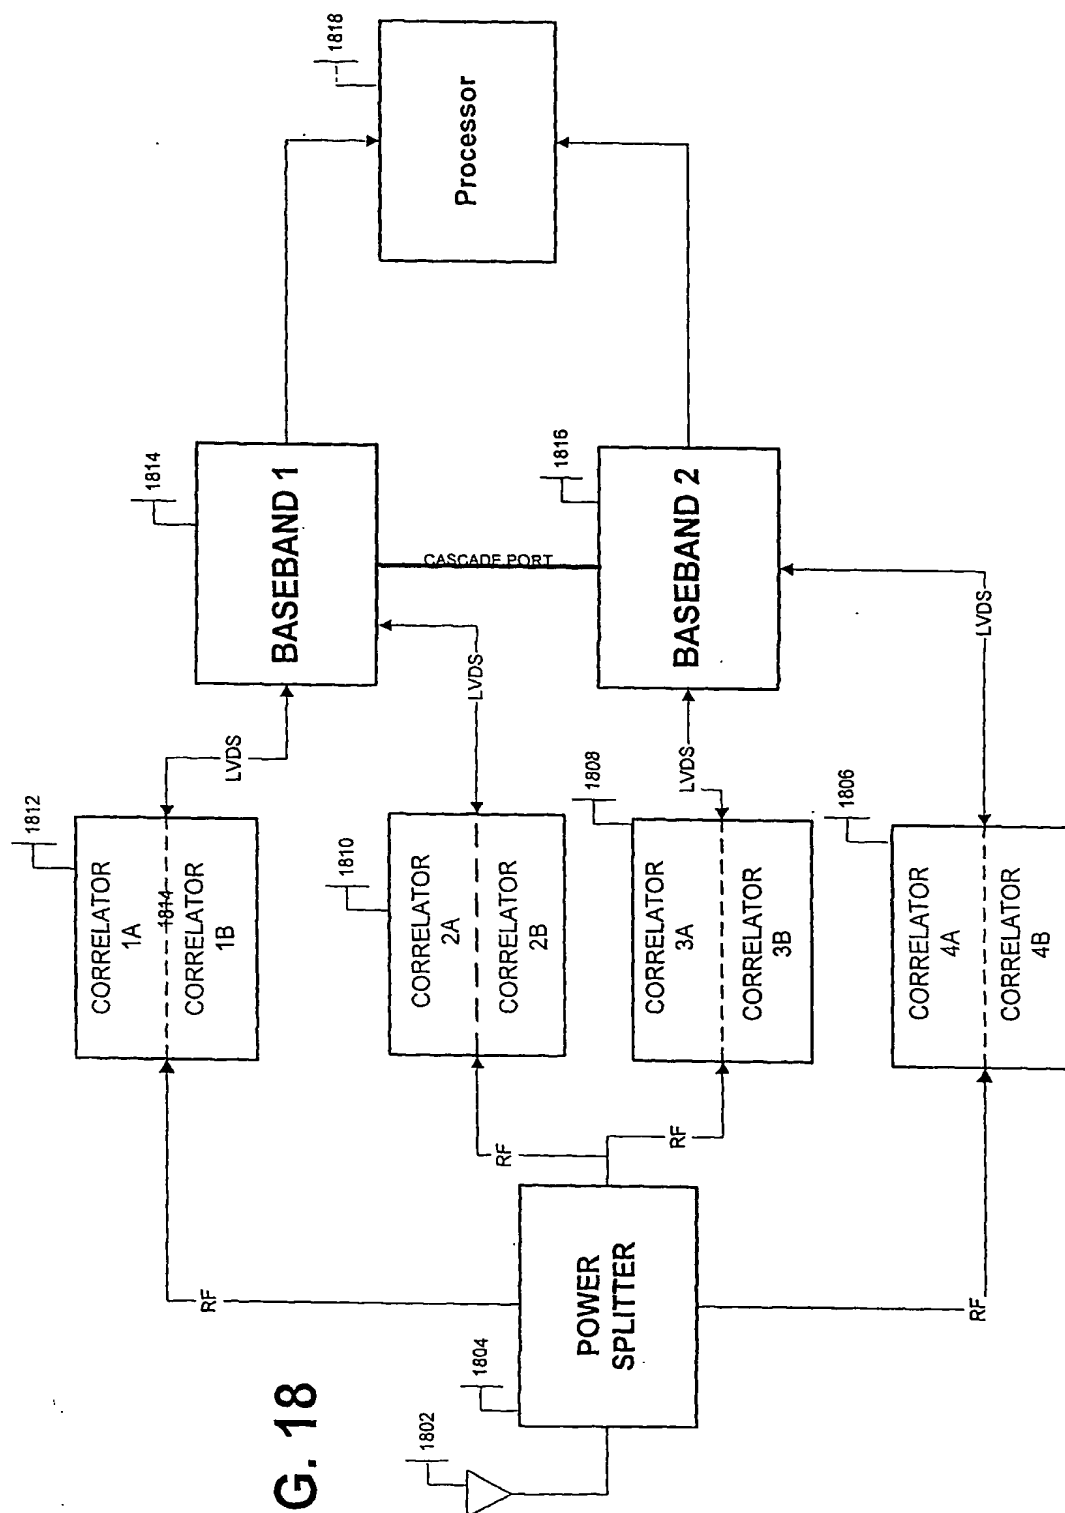 G. 18
1802
1804
POWER
SPLITTER
RF
RF
RF
RF
1812
CORRELATOR
1A
1814
CORRELATOR
1B
1810
CORRELATOR
2A
CORRELATOR
2B
1808
CORRELATOR
3A
CORRELATOR
3B
1806
CORRELATOR
4A
CORRELATOR
4B
LVDS
LVDS
LVDS
LVDS
1814
BASEBAND 1
CASCADE PORT
1816
BASEBAND 2
1818
Processor